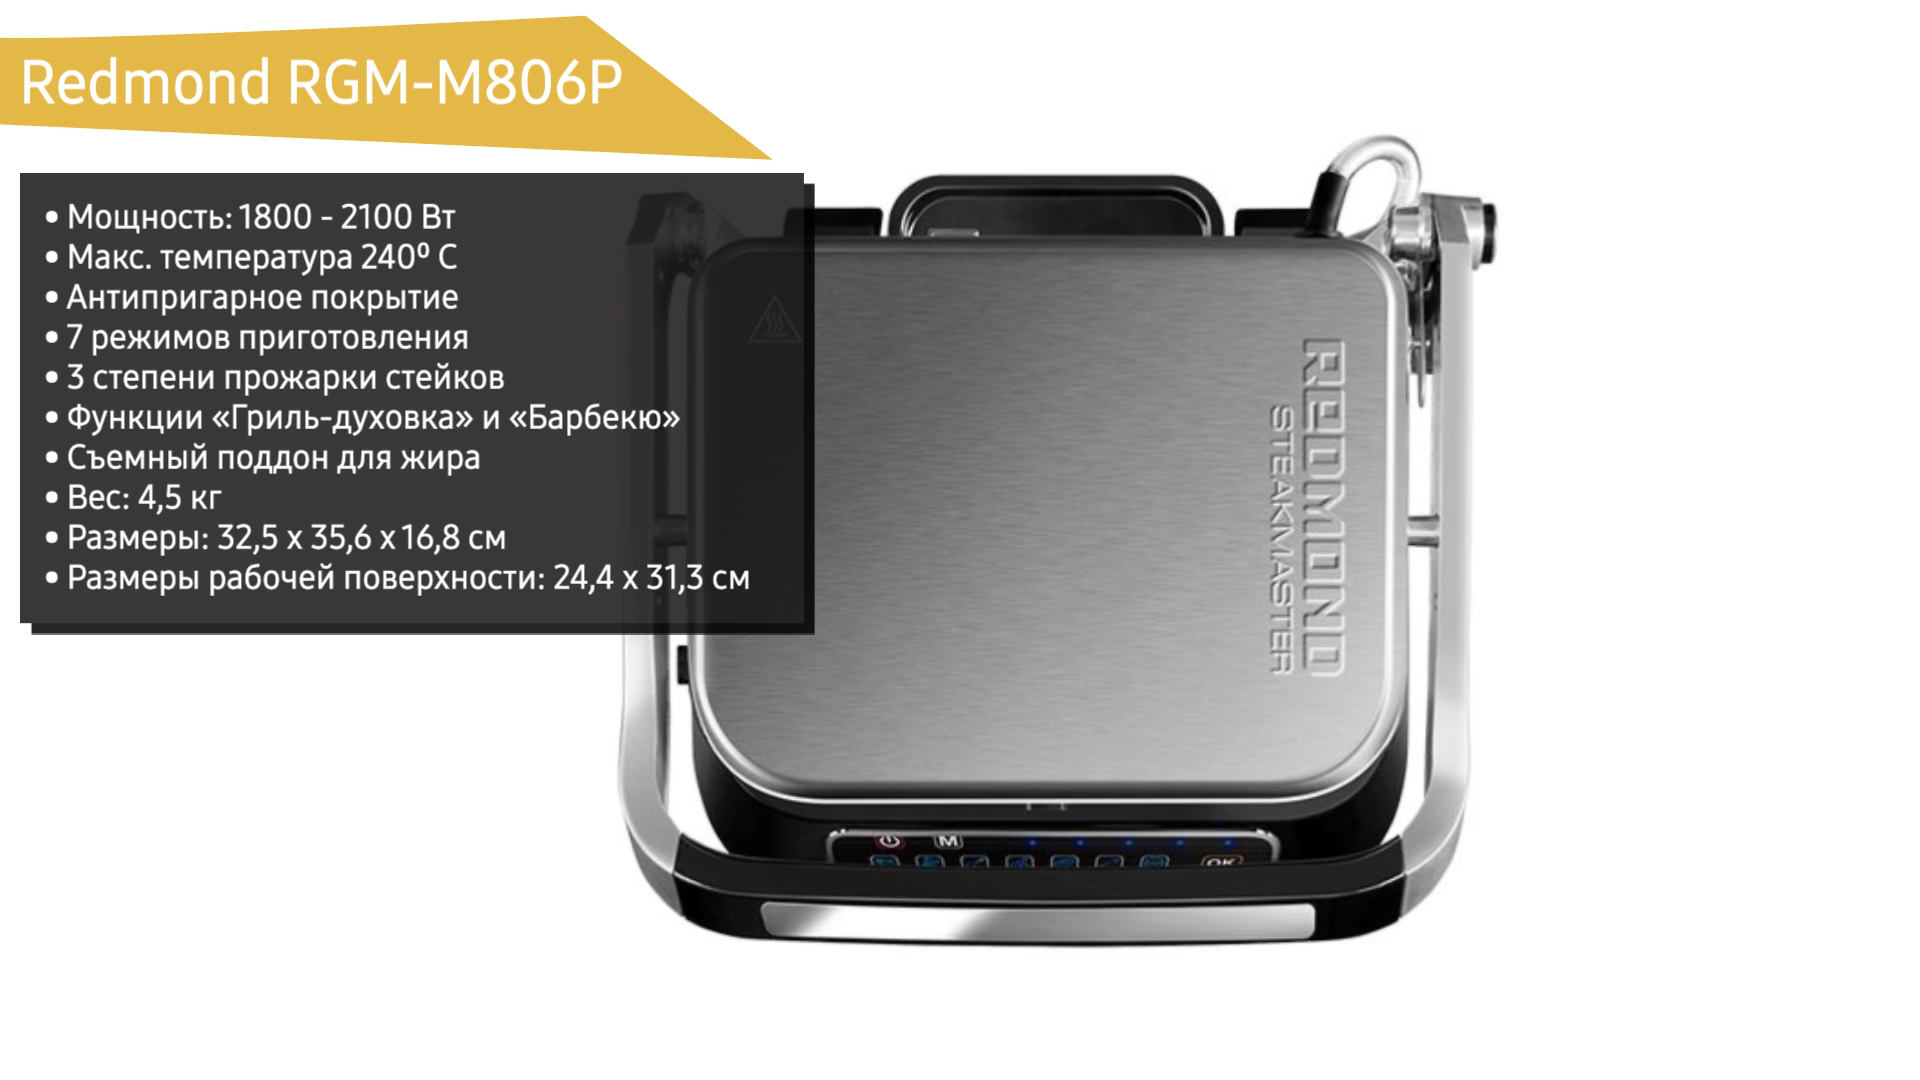 Redmond RGM-M806P
• Мощность: 1800 - 2100 Вт
• Макс. температура 240⁰ С
• Антипригарное покрытие
• 7 режимов приготовления
• 3 степени прожарки стейков
• Функции «Гриль-духовка» и «Барбекю»
• Съемный поддон для жира
• Вес: 4,5 кг
• Размеры: 32,5 х 35,6 х 16,8 см
• Размеры рабочей поверхности: 24,4 х 31,3 см
REDMOND
STEAKMASTER
M
OK